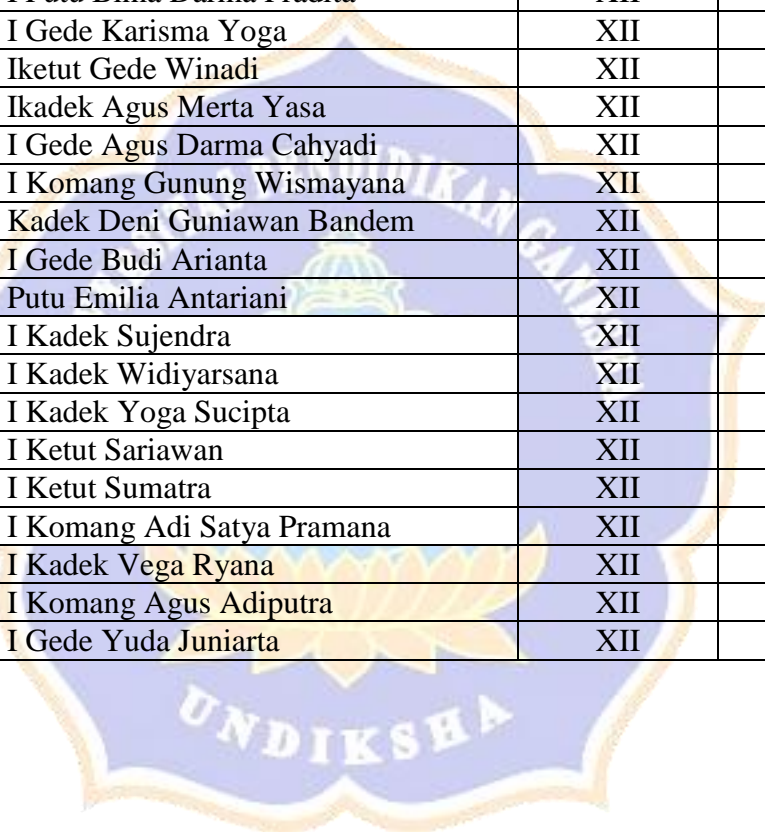 I Gede Karisma Yoga XII
Iketut Gede Winadi XII
Ikadek Agus Merta Yasa XII
I Gede Agus Darma Cahyadi XII
I Komang Gunung Wismayana XII
Kadek Deni Guniawan Bandem XII
I Gede Budi Arianta XII
Putu Emilia Antariani XII
I Kadek Sujendra XII
I Kadek Widiyarsana XII
I Kadek Yoga Sucipta XII
I Ketut Sariawan XII
I Ketut Sumatra XII
I Komang Adi Satya Pramana XII
I Kadek Vega Ryana XII
I Komang Agus Adiputra XII
I Gede Yuda Juniarta XII
UNDIKSHA